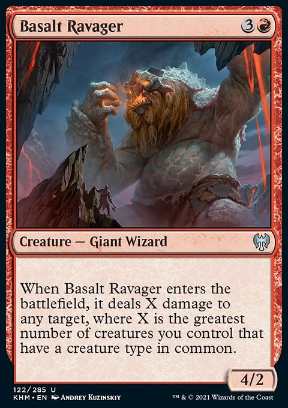 Basalt Ravager 3
Creature — Giant Wizard
When Basalt Ravager enters the
battlefield, it deals X damage to
any target, where X is the greatest
number of creatures you control that
have a creature type in common.
4/2
122/285 U
KHM • EN Andrey Kuzinskiy
™ & © 2021 Wizards of the Coast